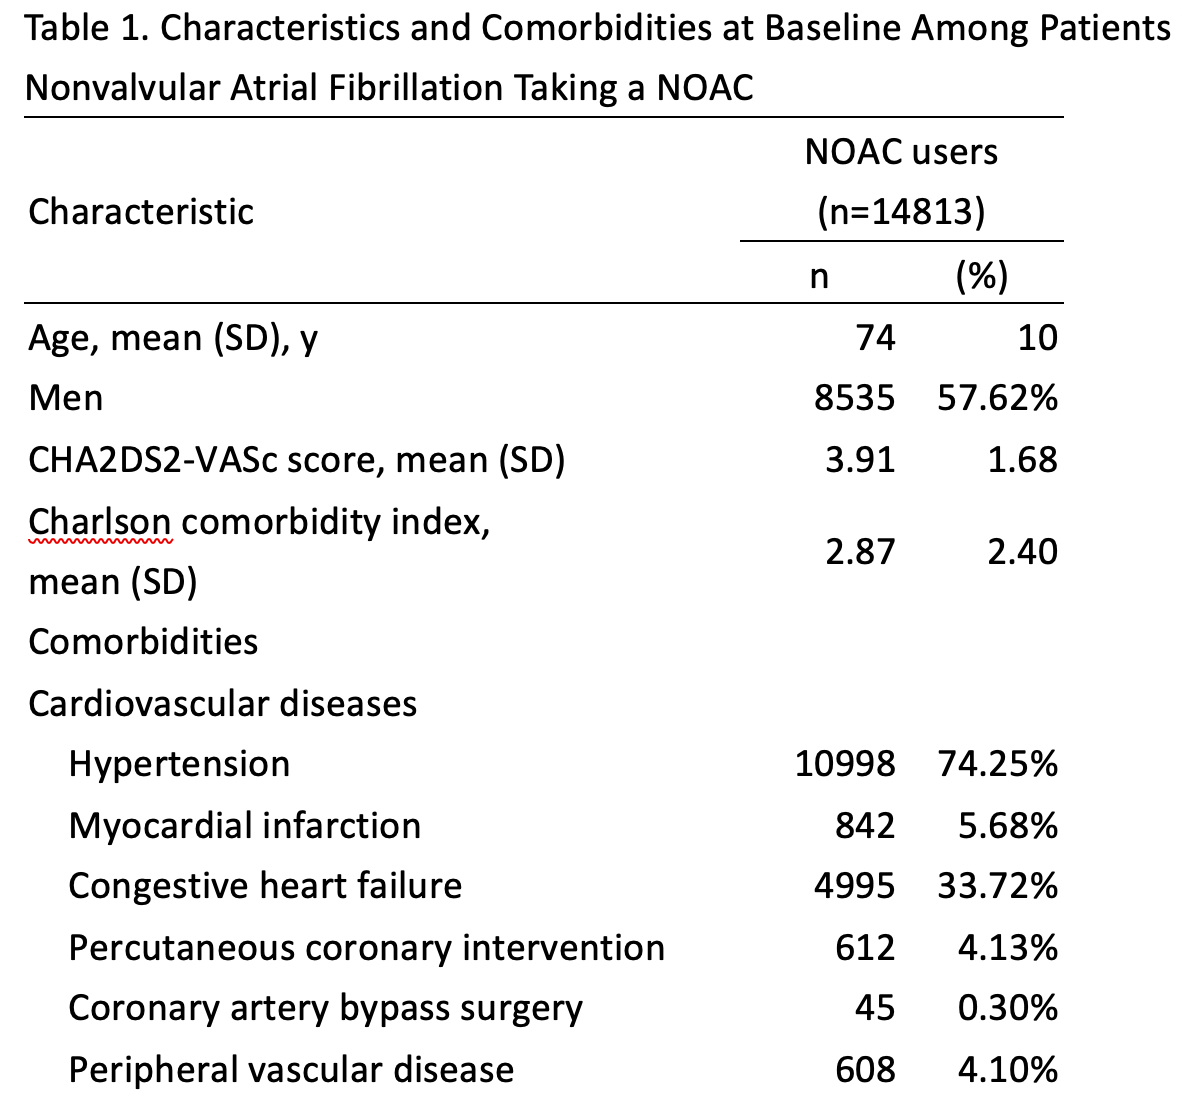 Table 1. Characteristics and Comorbidities at Baseline Among Patients
Nonvalvular Atrial Fibrillation Taking a NOAC
NOAC users
Characteristic (n=14813)
n (%)
Age, mean (SD), y 74 10
Men 8535 57.62%
CHA2DS2-VASc score, mean (SD) 3.91 1.68
Charlson comorbidity index,
mean (SD) 2.87 2.40
Comorbidities
Cardiovascular diseases
Hypertension 10998 74.25%
Myocardial infarction 842 5.68%
Congestive heart failure 4995 33.72%
Percutaneous coronary intervention 612 4.13%
Coronary artery bypass surgery 45 0.30%
Peripheral vascular disease 608 4.10%